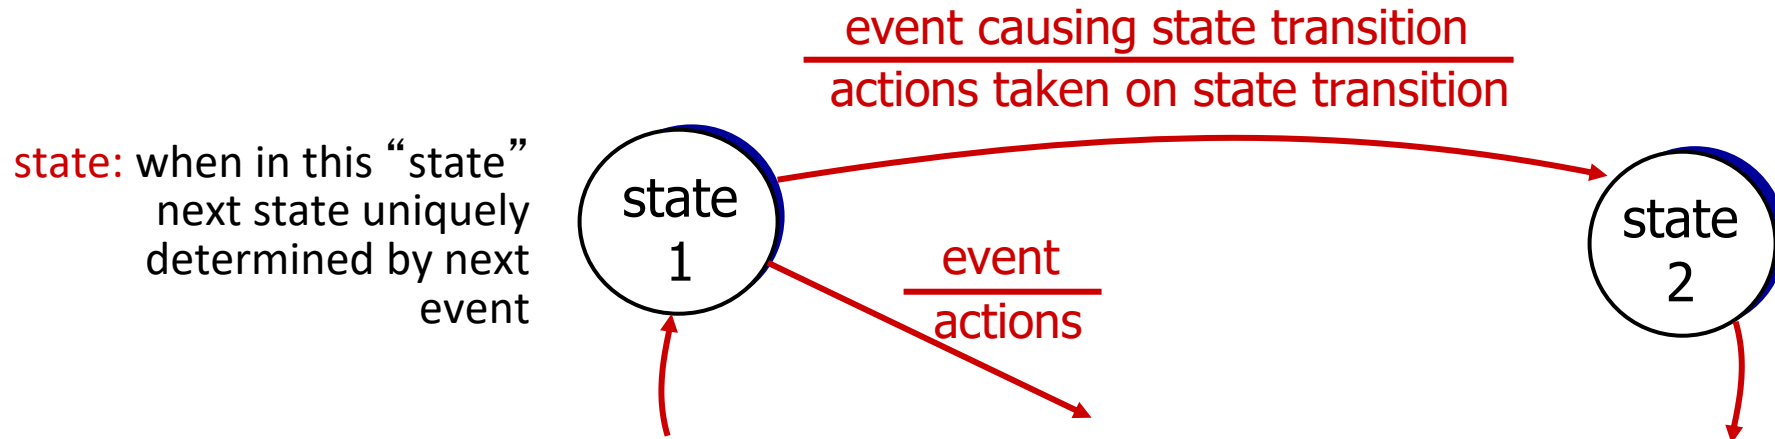 event causing state transition
actions taken on state transition
state: when in this “state”
next state uniquely
determined by next
event
state
1
event
actions
state
2